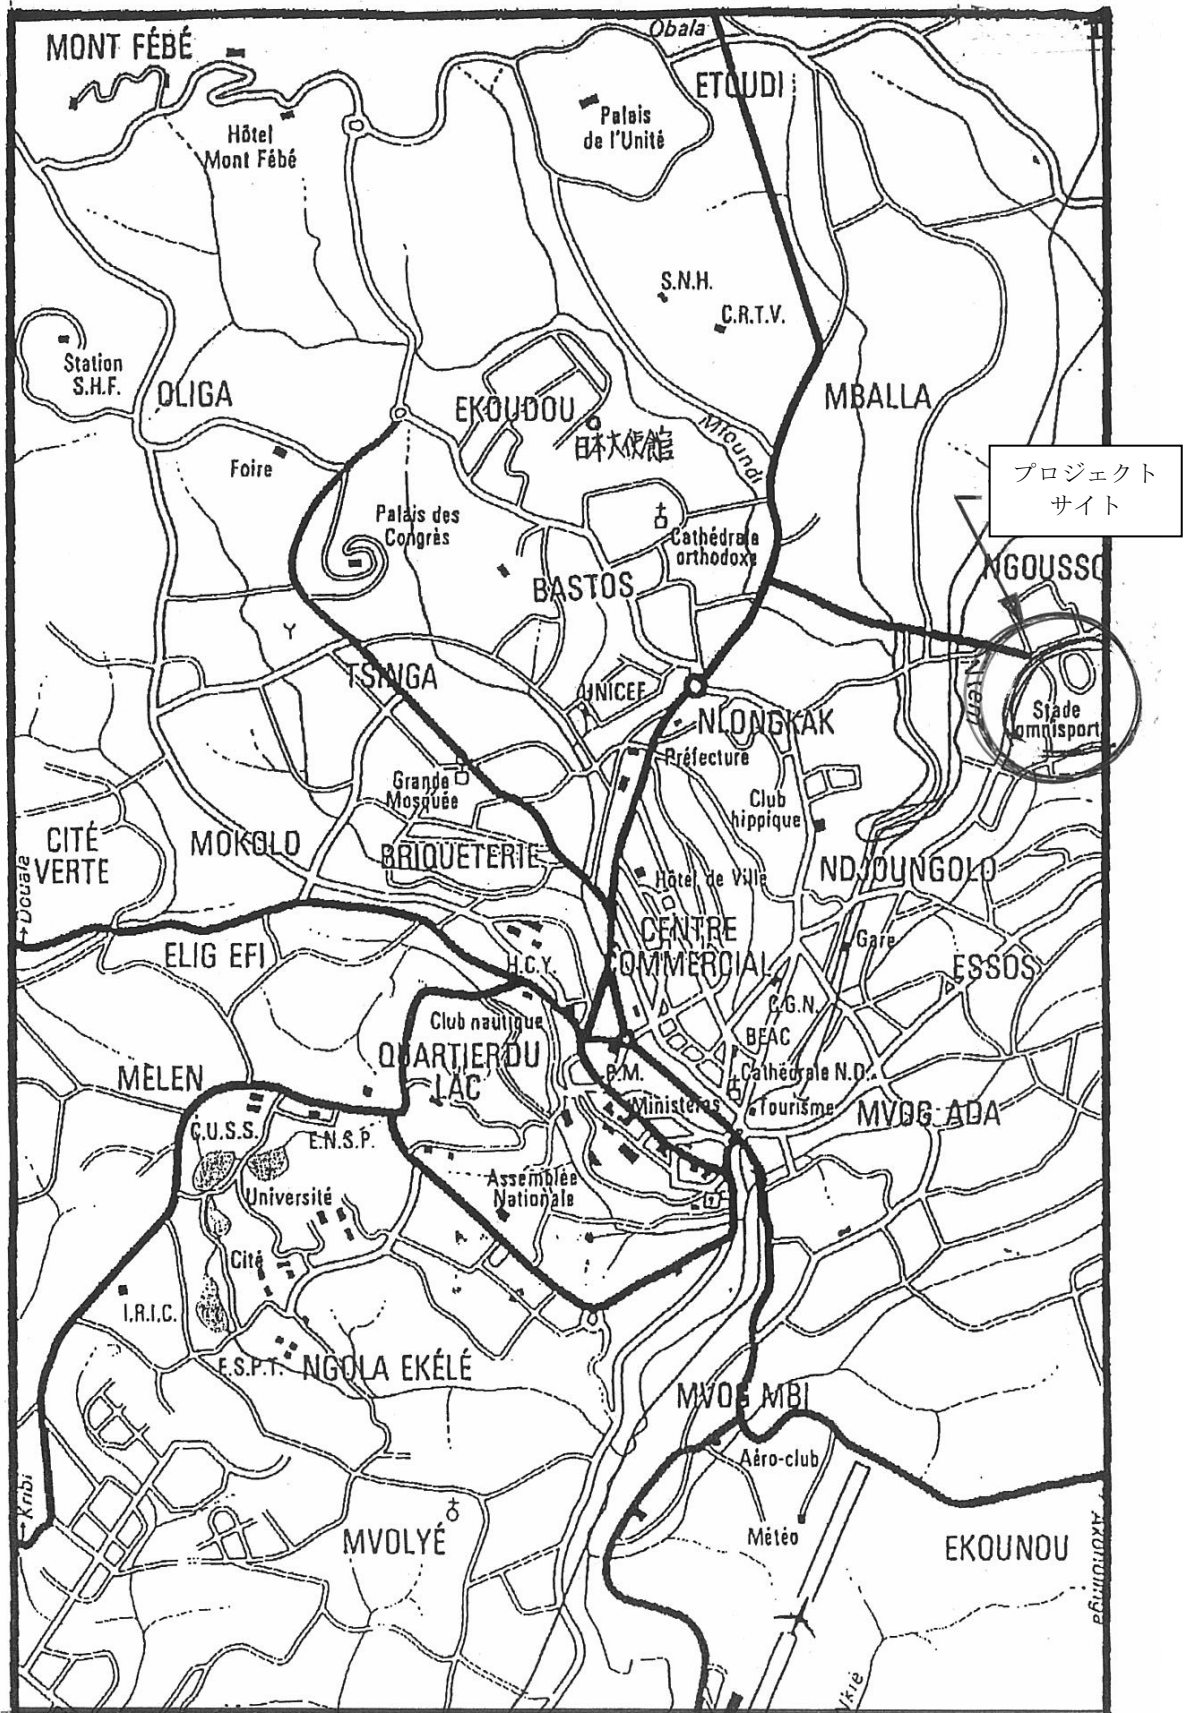 Obala
MONT FÉBÉ
ETOUDI
Palais
de l'Unité
Hôtel
Mont Fébé
S.N.H.
C.R.T.V.
Station
S.H.F.
OLIGA
EKOUDOU
MBALLA
日本大使館
Mfoundi
Foire
プロジェクト
サイト
Palais des
Congrès
Cathédrale
orthodoxe
NGOUSSO
BASTOS
Y
TSINGA
UNICEF
NLONGKAK
Stade
omnisport
Préfecture
Grande
Mosquée
Club
hippique
CITÉ
VERTE
MOKOLO
BRIQUETERIE
NDJOUNGOLO
Hôtel de Ville
→Douala
CENTRE
COMMERCIAL
Gare
ELIG EFI
H.C.Y.
ESSOS
C.G.N.
Club nautique
BEAC
QUARTIER DU
LAC
MÉLEN
P.M.
Cathédrale N.D.
Ministères
Tourisme
MVOG ADA
C.U.S.S.
E.N.S.P.
Assemblée
Nationale
Université
Cité
I.R.I.C.
E.S.P.T.
NGOLA EKÉLÉ
MVOG MBI
Aéro-club
→Kribi
MVOLYÉ
Météo
EKOUNOU
Akonolinga